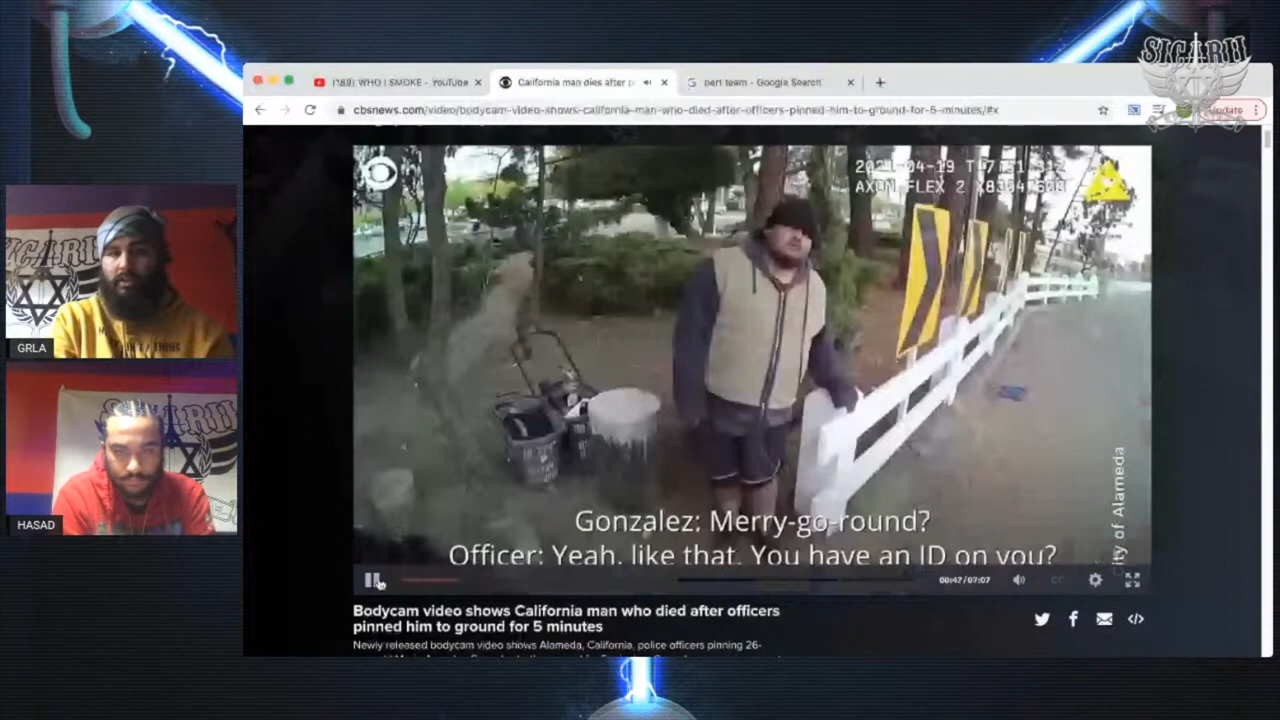 SICARII
(189) WHO I SMOKE - YouTube
California man dies after p
pert team - Google Search
cbsnews.com/video/bodycam-video-shows-california-man-who-died-after-officers-pinned-him-to-ground-for-5-minutes/#x
Update
AXON FLEX 2
SICARII
GRLA
SICARII
HASAD
City of Alameda
Gonzalez: Merry-go-round?
Officer: Yeah, like that. You have an ID on you?
00:47/07:07
Bodycam video shows California man who died after officers
pinned him to ground for 5 minutes
Newly released bodycam video shows Alameda, California, police officers pinning 26-